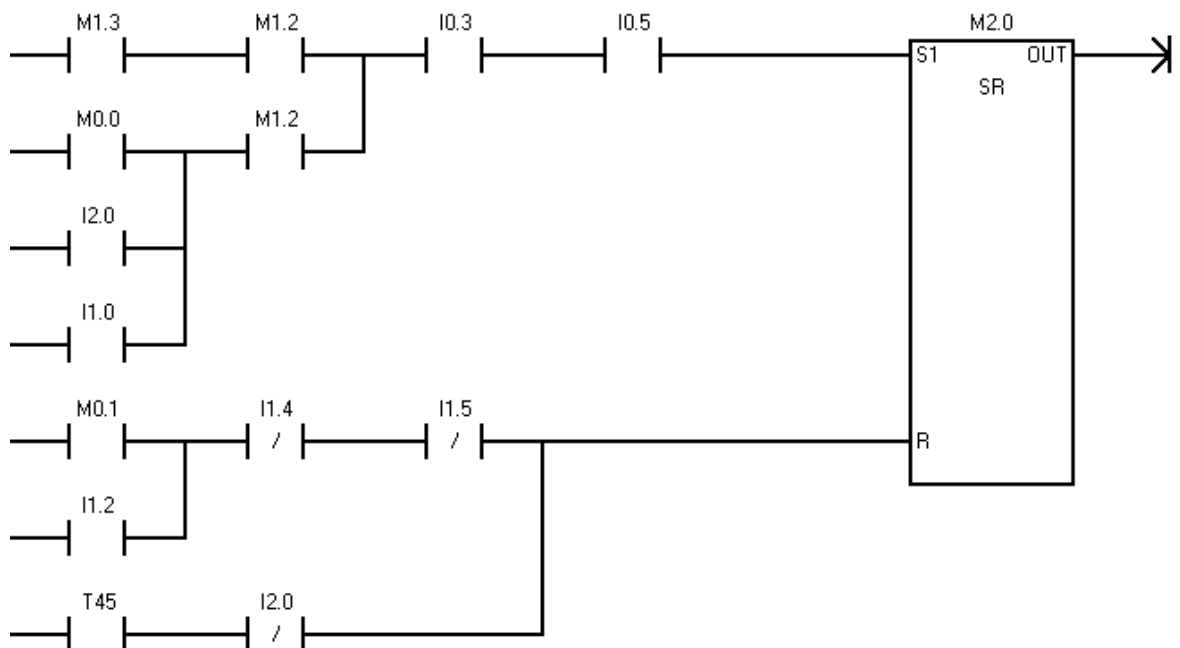 M1.3 M1.2 I0.3 I0.5 M2.0
S1 OUT
SR
M0.0 M1.2
I2.0
I1.0
M0.1 I1.4 I1.5
/ / R
I1.2
T45 I2.0
/